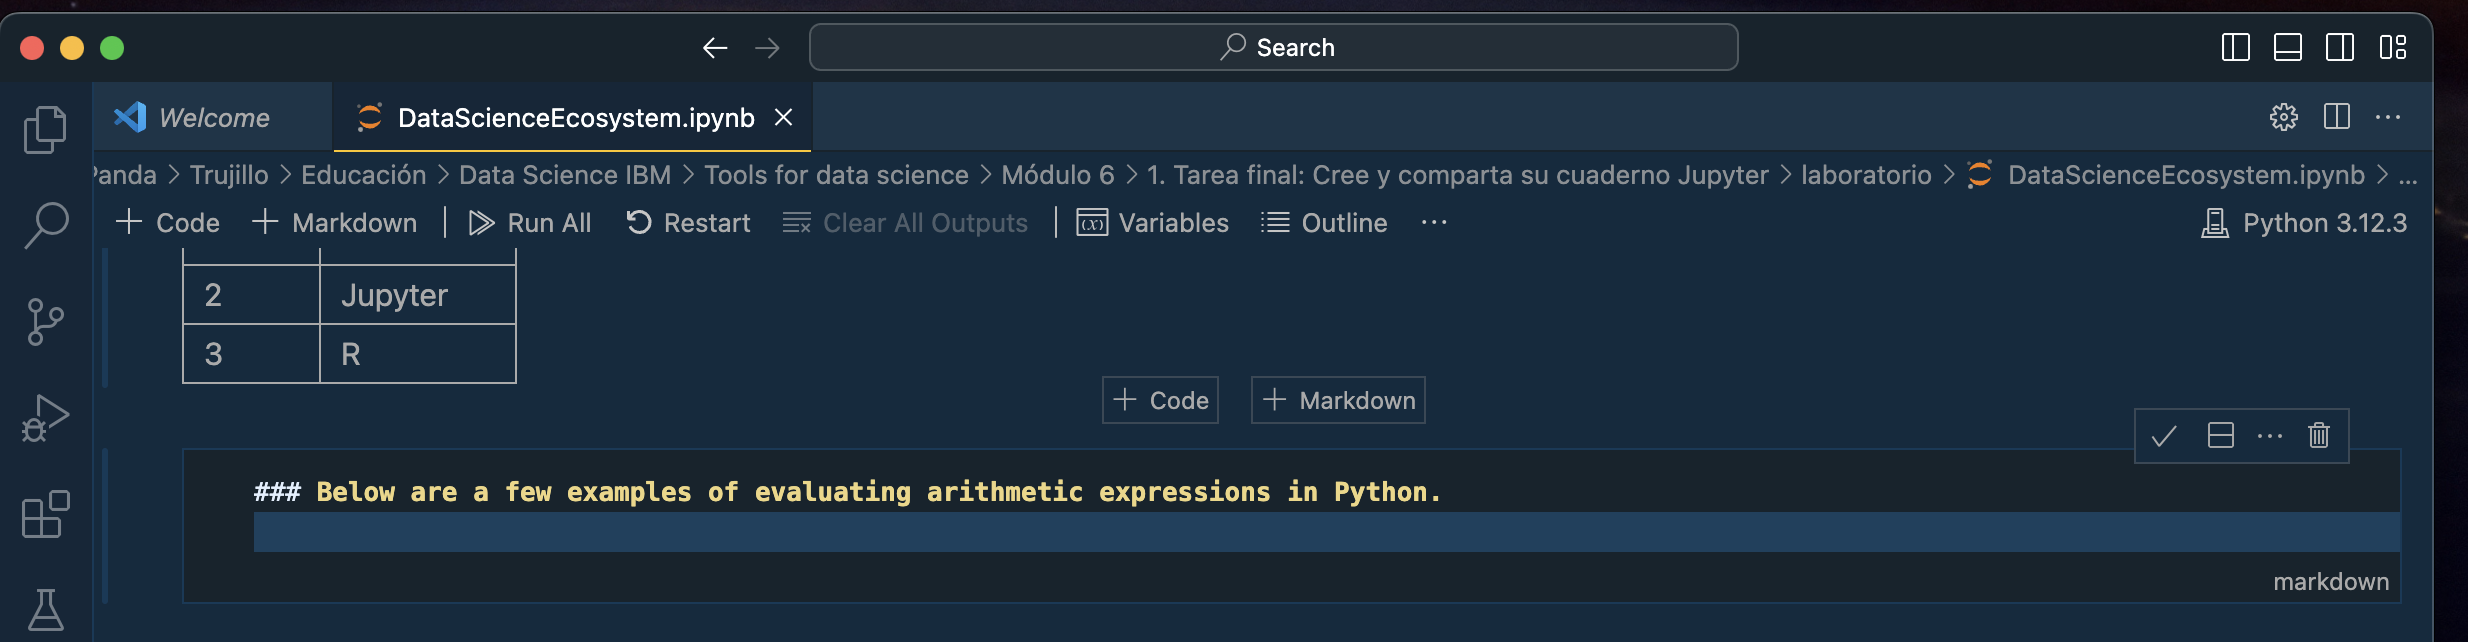 Search
Welcome
DataScienceEcosystem.ipynb
Panda > Trujillo > Educación > Data Science IBM > Tools for data science > Módulo 6 > 1. Tarea final: Cree y comparta su cuaderno Jupyter > laboratorio > DataScienceEcosystem.ipynb > ...
+ Code + Markdown | Run All Restart Clear All Outputs | Variables Outline ... Python 3.12.3
2 Jupyter
3 R
+ Code + Markdown
### Below are a few examples of evaluating arithmetic expressions in Python.
markdown